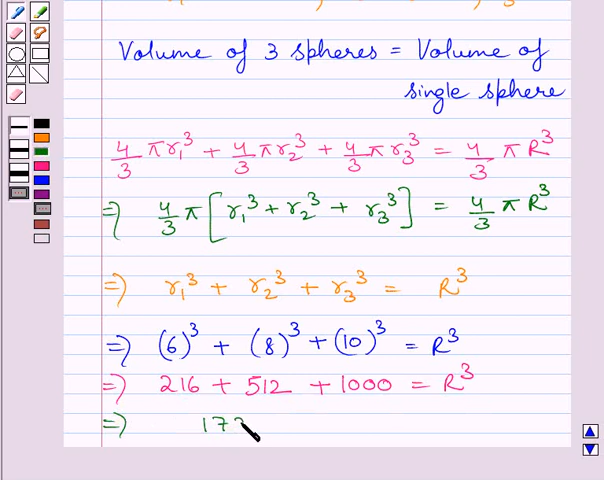 Volume of 3 spheres = Volume of
single sphere
4/3 πr₁³ + 4/3 πr₂³ + 4/3 πr₃³ = 4/3 π R³
⇒ 4/3 π [ r₁³ + r₂³ + r₃³ ] = 4/3 π R³
⇒ r₁³ + r₂³ + r₃³ = R³
⇒ (6)³ + (8)³ + (10)³ = R³
⇒ 216 + 512 + 1000 = R³
⇒ 17